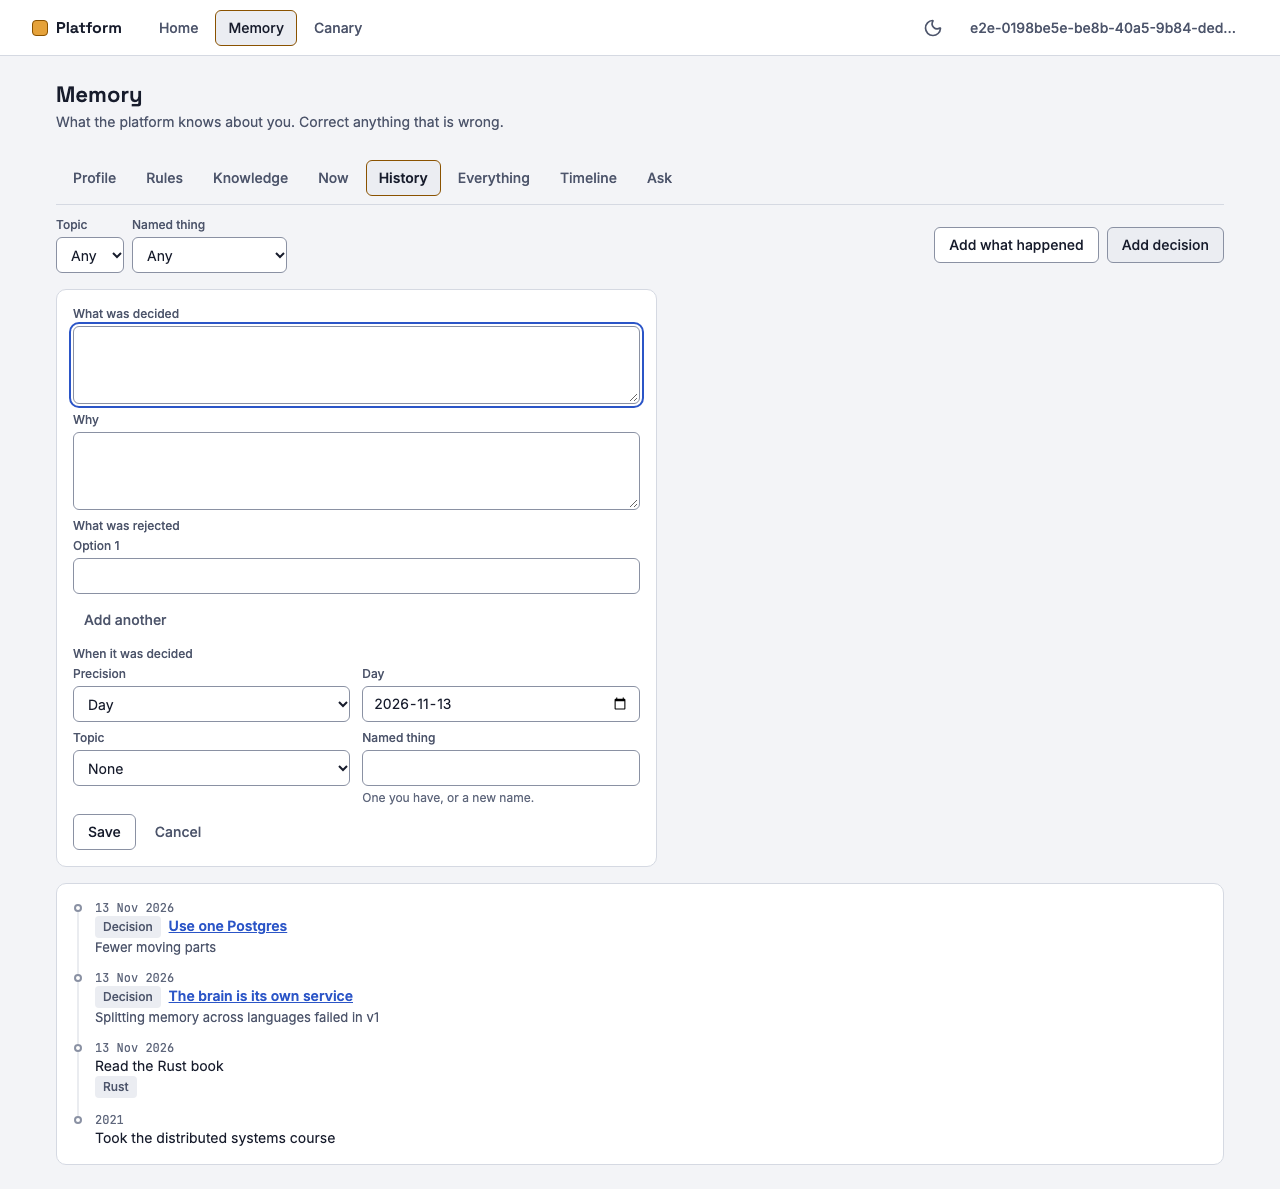 Platform
Home
Memory
Canary
e2e-0198be5e-be8b-40a5-9b84-ded...
Memory
What the platform knows about you. Correct anything that is wrong.
Profile
Rules
Knowledge
Now
History
Everything
Timeline
Ask
Topic
Named thing
Any
Any
Add what happened
Add decision
What was decided
Why
What was rejected
Option 1
Add another
When it was decided
Precision
Day
Day
2026-11-13
Topic
Named thing
None
One you have, or a new name.
Save
Cancel
13 Nov 2026
Decision Use one Postgres
Fewer moving parts
13 Nov 2026
Decision The brain is its own service
Splitting memory across languages failed in v1
13 Nov 2026
Read the Rust book
Rust
2021
Took the distributed systems course